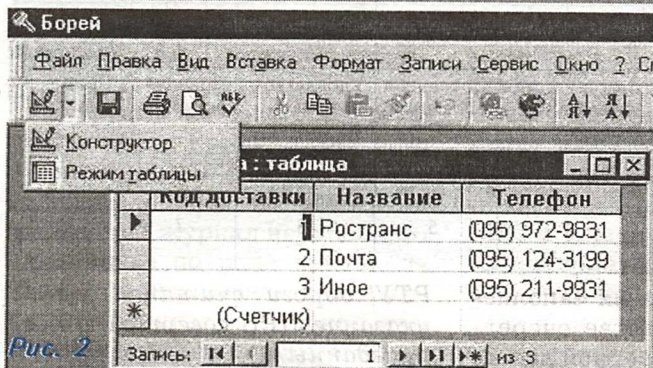 Борей
Файл Правка Вид Вставка Формат Записи Сервис Окно ?
Конструктор
Режим таблицы
: таблица
Код доставки Название Телефон
1 Ространс (095) 972-9831
2 Почта (095) 124-3199
3 Иное (095) 211-9931
(Счетчик)
Рис. 2
Запись: 1 из 3